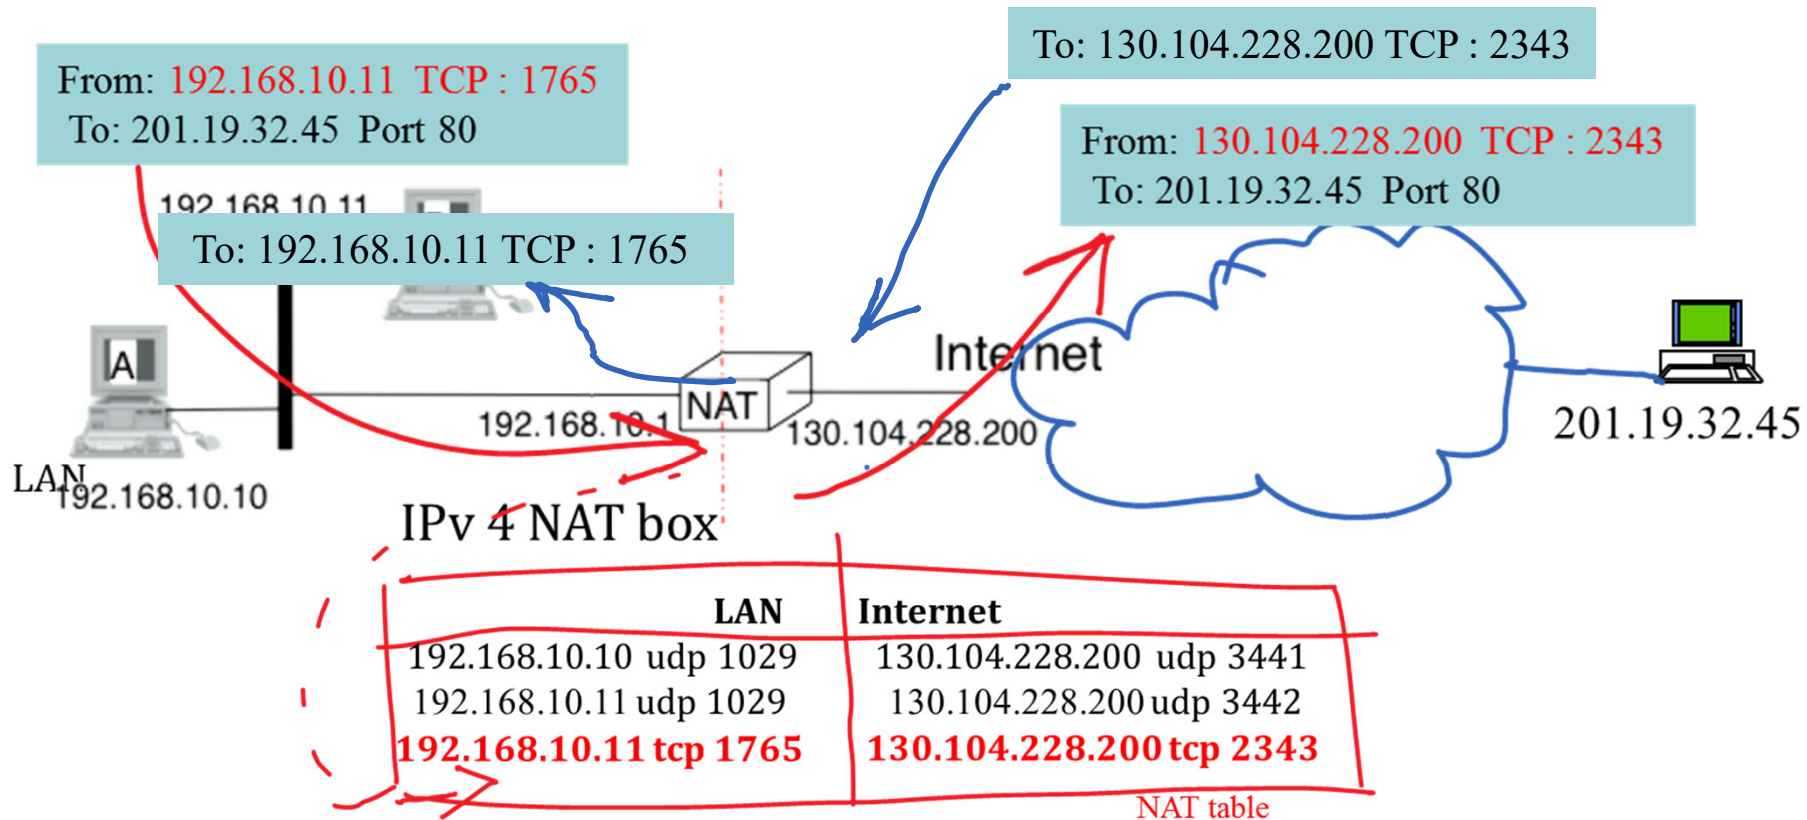 To: 130.104.228.200 TCP : 2343
From: 192.168.10.11 TCP : 1765
To: 201.19.32.45 Port 80
From: 130.104.228.200 TCP : 2343
To: 201.19.32.45 Port 80
192.168.10.11
To: 192.168.10.11 TCP : 1765
A
Internet
NAT
192.168.10.1
130.104.228.200
201.19.32.45
LAN
192.168.10.10
IPv 4 NAT box
LAN Internet
192.168.10.10 udp 1029 130.104.228.200 udp 3441
192.168.10.11 udp 1029 130.104.228.200 udp 3442
192.168.10.11 tcp 1765 130.104.228.200 tcp 2343
NAT table